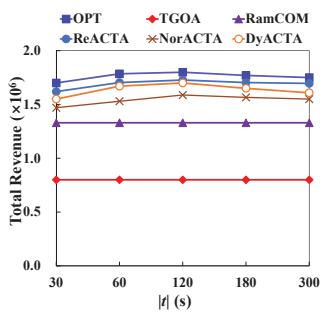 OPT TGOA RamCOM
ReACTA NorACTA DyACTA
Total Revenue (×10⁶)
2.0
1.5
1.0
0.5
0.0
30 60 120 180 300
|t| (s)